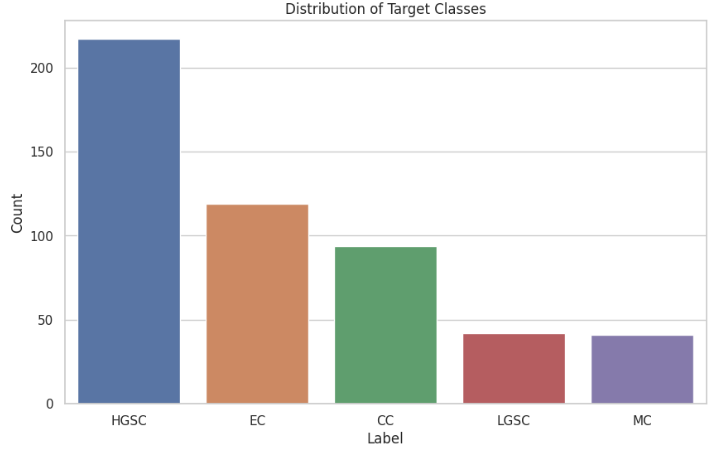 Distribution of Target Classes
200
150
100
50
0
Count
HGSC EC CC LGSC MC
Label